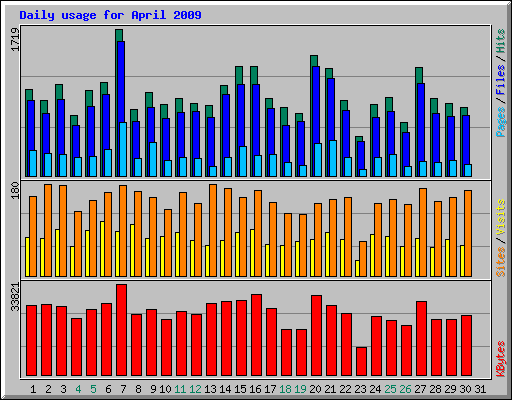 Daily usage for April 2009
1719
Pages / Files / Hits
180
Sites / Visits
33821
KBytes
1 2 3 4 5 6 7 8 9 10 11 12 13 14 15 16 17 18 19 20 21 22 23 24 25 26 27 28 29 30 31